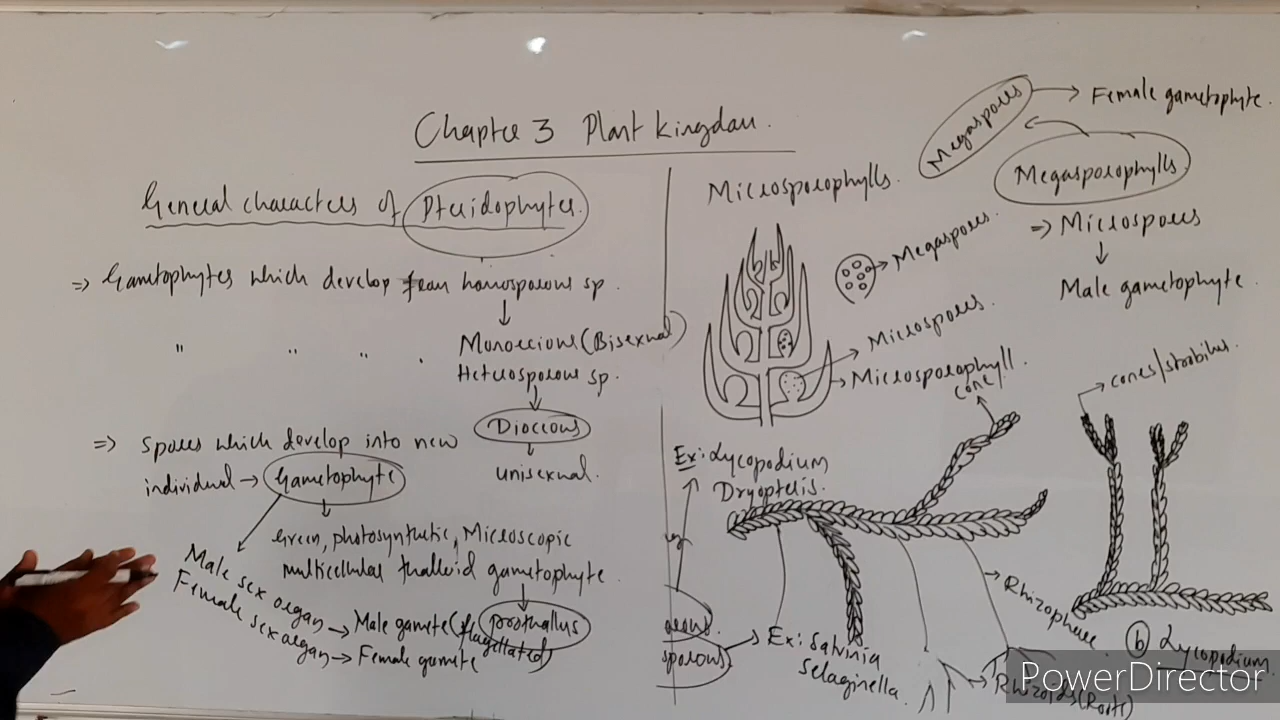 Chapter 3 Plant Kingdom.
General characters of Pteridophytes.
=> Gametophytes which develop from homosporous sp.
Monoecious (Bisexual)
" " " .
Heterosporous sp.
Dioecious
unisexual.
=> Spores which develop into new
individual → Gametophyte
Green, photosynthetic, Microscopic
multicellular thalloid gametophyte.
prothallus
Male sex organ → Male gamete (flagellated)
Female sex organ → Female gamete
Microsporophylls.
Megaspores → Female gametophyte.
Megasporophylls
=> Microspores
Male gametophyte.
Megaspores.
Microspores.
Microsporophyll.
cone/
cones/strobilus.
Ex: Lycopodium
Dryopteris.
sporous
Ex: Salvinia
Selaginella.
Rhizophore.
Rhizoids (Roots)
b Lycopodium
PowerDirector